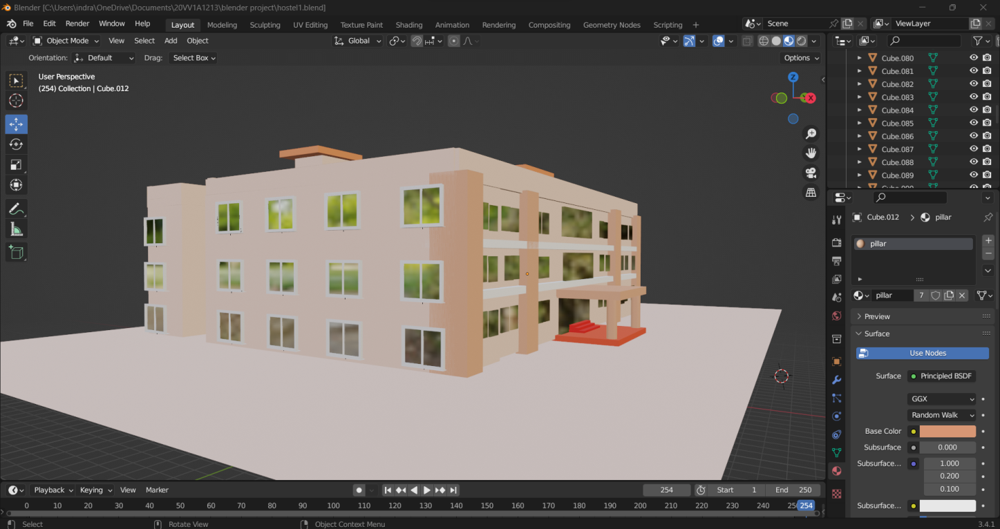 Blender [C:\Users\indra\OneDrive\Documents\20VV1A1213\blender project\hostel1.blend]
File Edit Render Window Help Layout Modeling Sculpting UV Editing Texture Paint Shading Animation Rendering Compositing Geometry Nodes Scripting + Scene ViewLayer
Object Mode View Select Add Object Global
Orientation: Default Drag: Select Box Options
User Perspective
(254) Collection | Cube.012
Z
X
Cube.080
Cube.081
Cube.082
Cube.083
Cube.084
Cube.085
Cube.086
Cube.087
Cube.088
Cube.089
Cube.012 > pillar
pillar
pillar 7
Preview
Surface
Use Nodes
Surface Principled BSDF
GGX
Random Walk
Base Color
Subsurface 0.000
Subsurface... 1.000
0.200
0.100
Subsurface...
Playback Keying View Marker 254 Start 1 End 250
0 10 20 30 40 50 60 70 80 90 100 110 120 130 140 150 160 170 180 190 200 210 220 230 240 254
Select Rotate View Object Context Menu 3.4.1